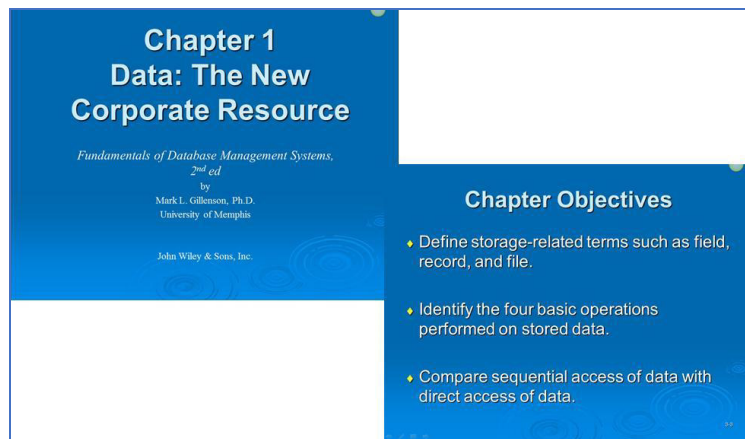 Chapter 1
Data: The New
Corporate Resource
Fundamentals of Database Management Systems,
2nd ed
by
Mark L. Gillenson, Ph.D.
University of Memphis
John Wiley & Sons, Inc.
Chapter Objectives
Define storage-related terms such as field,
record, and file.
Identify the four basic operations
performed on stored data.
Compare sequential access of data with
direct access of data.